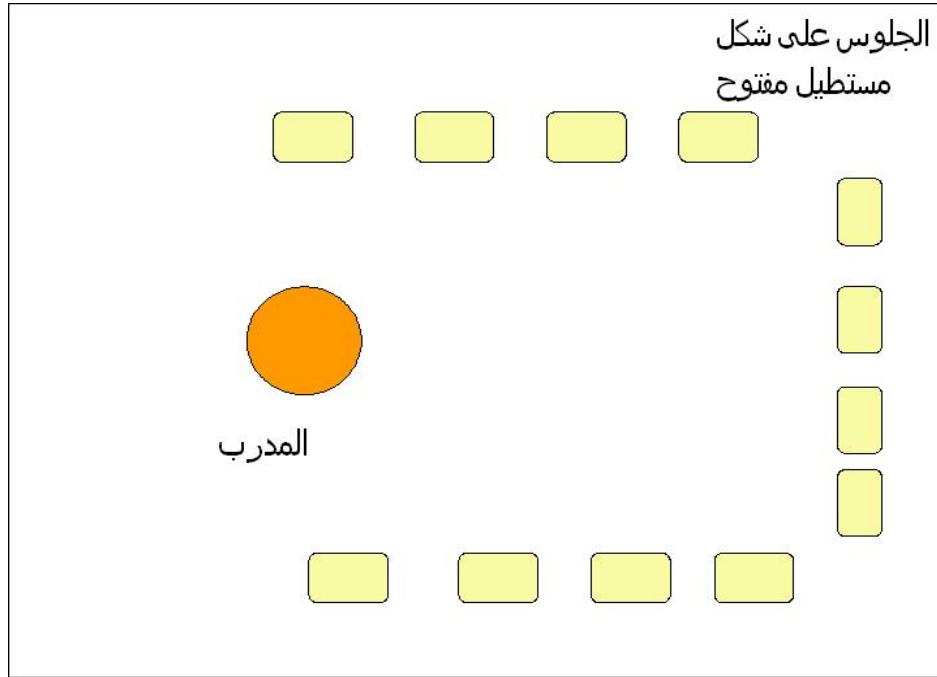 الجلوس على شكل
مستطيل مفتوح
المدرب